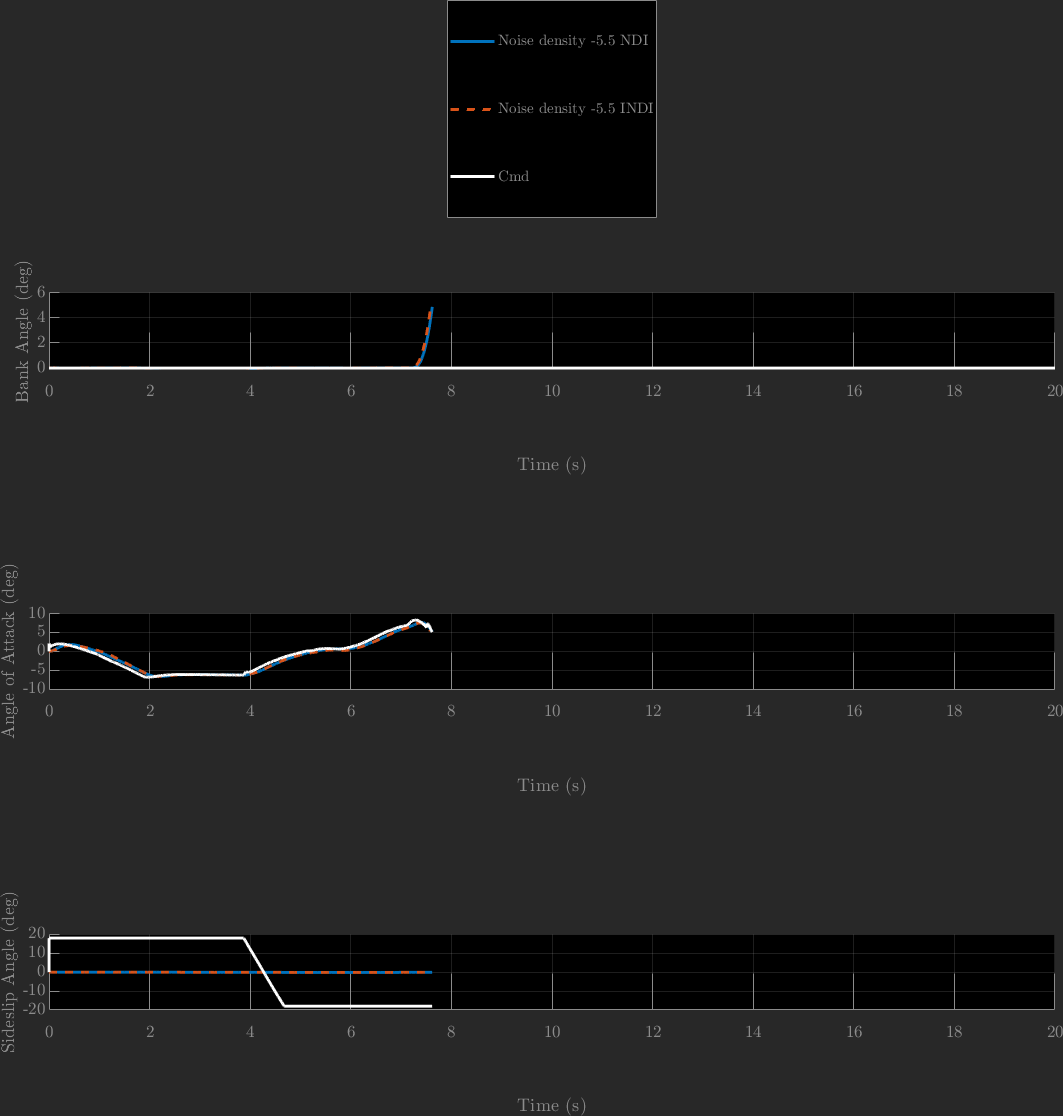 Noise density -5.5 NDI
Noise density -5.5 INDI
Cmd
Bank Angle (deg)
6
4
2
0
0 2 4 6 8 10 12 14 16 18 20
Time (s)
Angle of Attack (deg)
10
5
0
-5
-10
0 2 4 6 8 10 12 14 16 18 20
Time (s)
Sideslip Angle (deg)
20
10
0
-10
-20
0 2 4 6 8 10 12 14 16 18 20
Time (s)